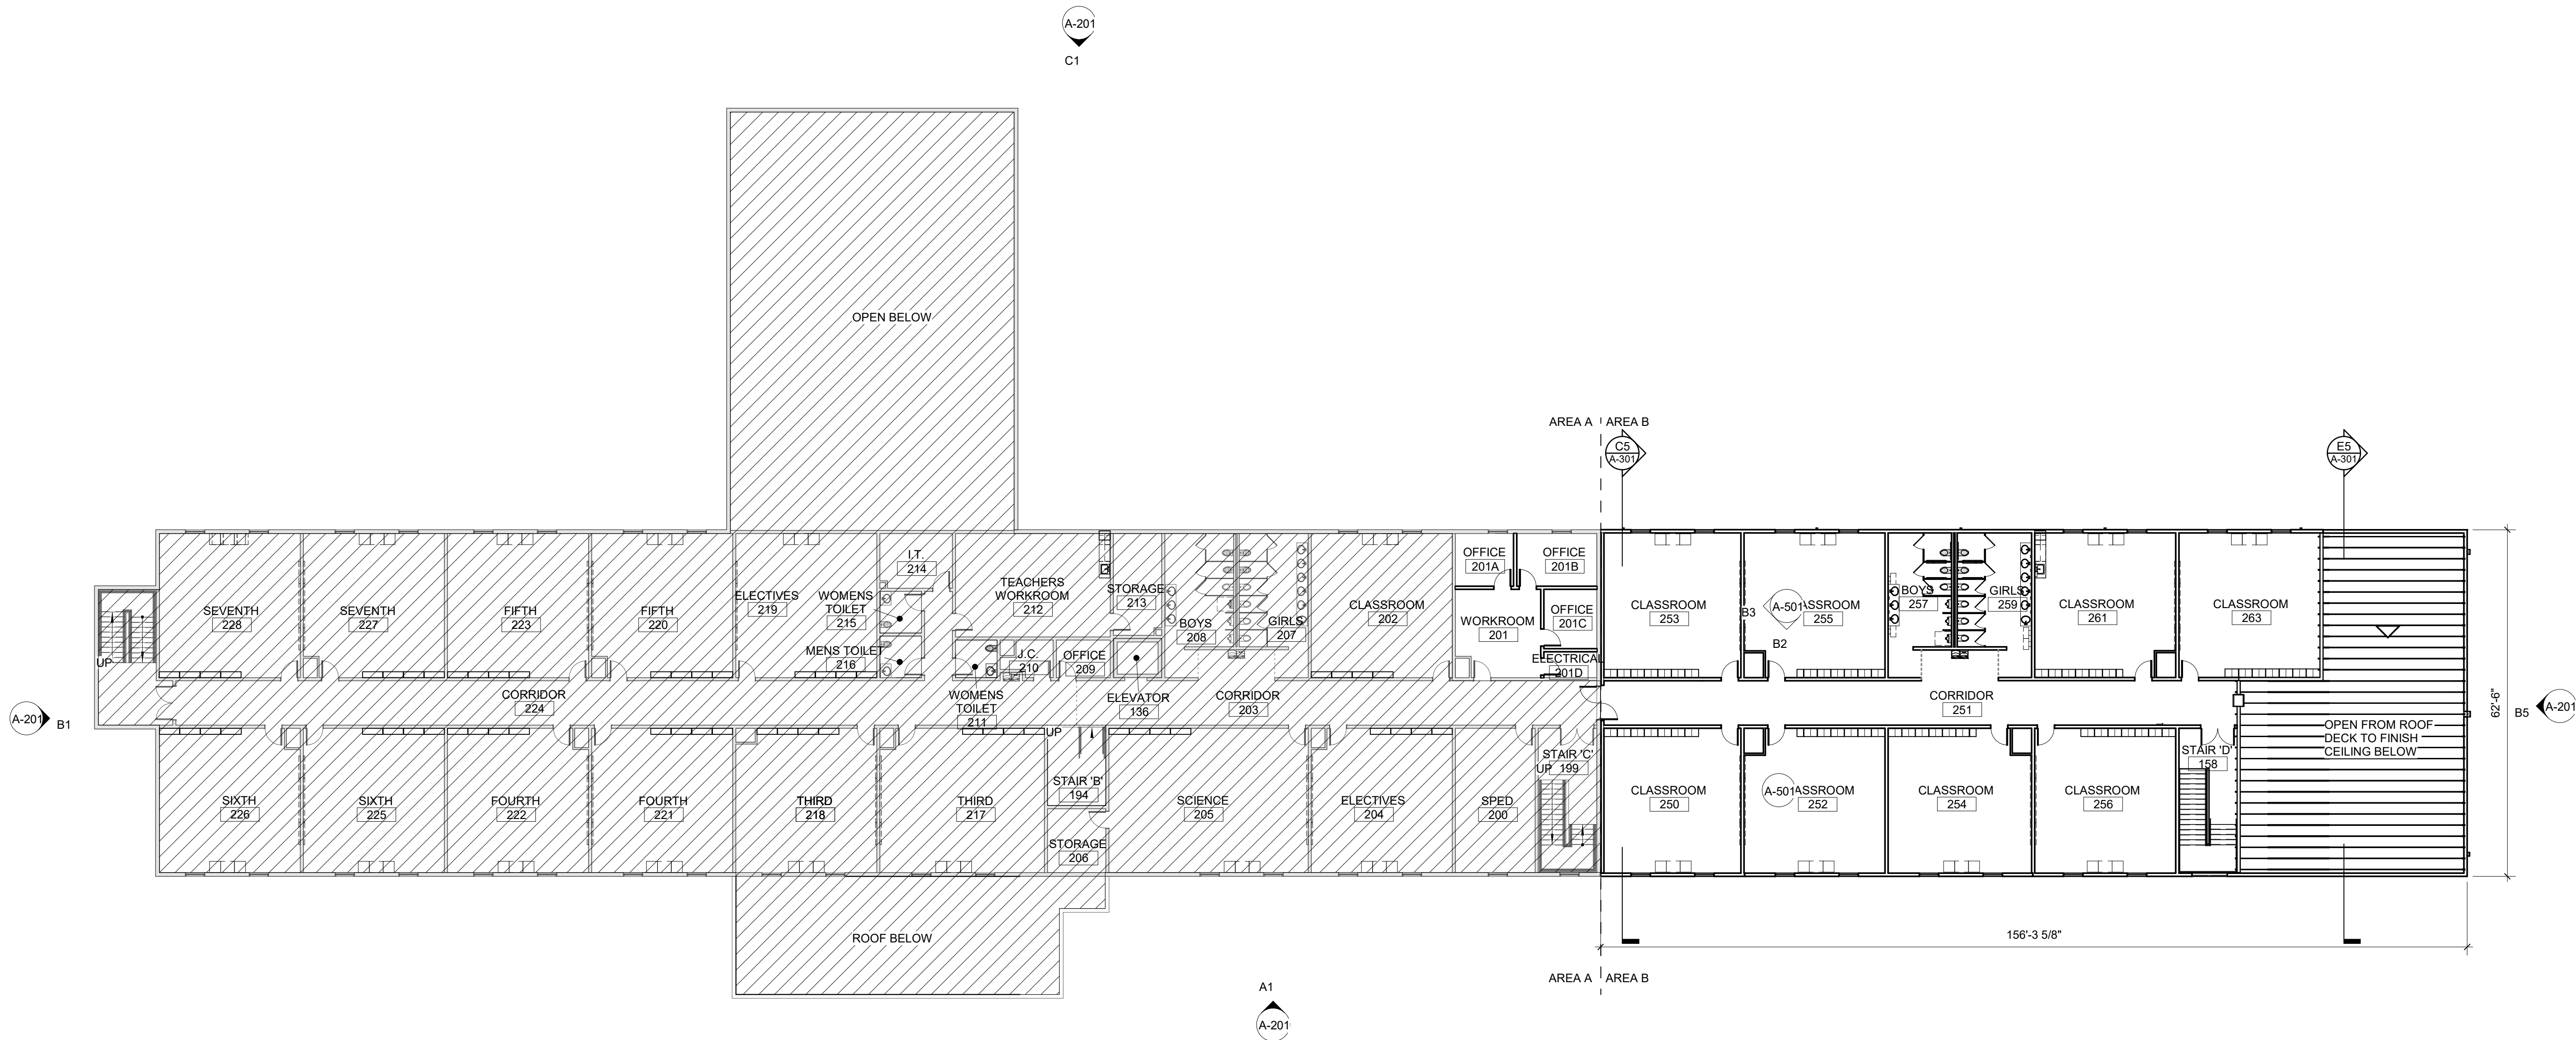 A-201
C1
OPEN BELOW
AREA A
AREA B
C5
A-301
E5
A-301
SEVENTH
228
SEVENTH
227
FIFTH
223
FIFTH
220
ELECTIVES
219
WOMENS
TOILET
215
MENS TOILET
216
I.T.
214
TEACHERS
WORKROOM
212
STORAGE
213
BOYS
208
GIRLS
207
CLASSROOM
202
OFFICE
201A
OFFICE
201B
WORKROOM
201
OFFICE
201C
ELECTRICAL
201D
CLASSROOM
253
B3
A-501
ASSROOM
255
B2
BOYS
257
GIRLS
259
CLASSROOM
261
CLASSROOM
263
J.C.
210
OFFICE
209
UP
CORRIDOR
224
WOMENS
TOILET
211
ELEVATOR
136
CORRIDOR
203
CORRIDOR
251
A-201
B1
62'-6"
B5
A-201
OPEN FROM ROOF
DECK TO FINISH
CEILING BELOW
UP
STAIR 'B'
194
UP
STAIR 'C'
199
STAIR 'D'
158
SIXTH
226
SIXTH
225
FOURTH
222
FOURTH
221
THIRD
218
THIRD
217
SCIENCE
205
ELECTIVES
204
SPED
200
CLASSROOM
250
A-501
ASSROOM
252
CLASSROOM
254
CLASSROOM
256
STORAGE
206
ROOF BELOW
156'-3 5/8"
AREA A
AREA B
A1
A-201